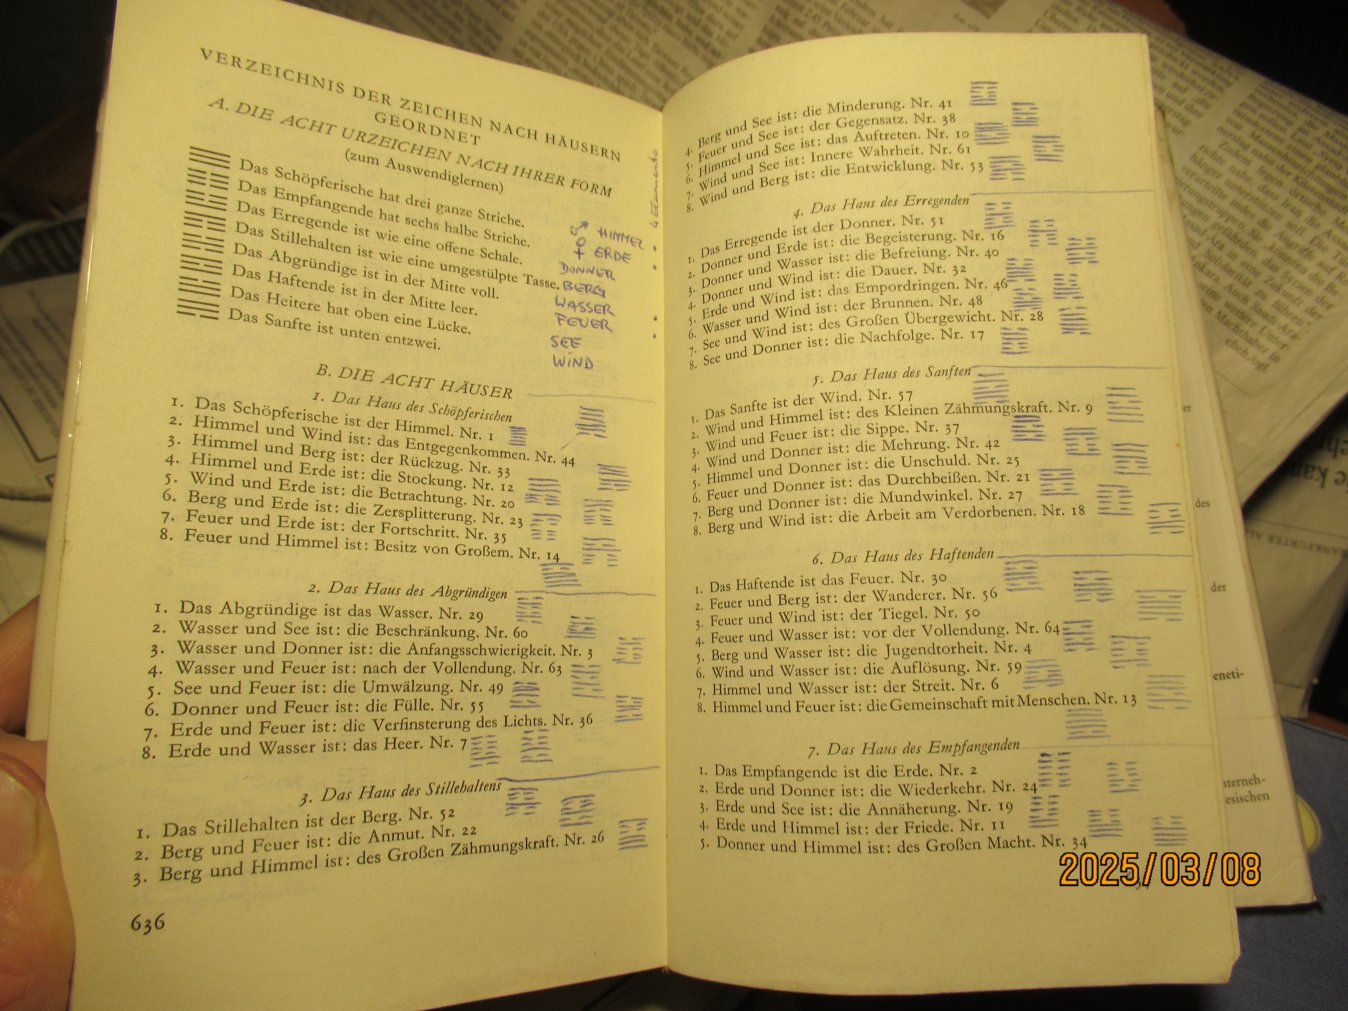 VERZEICHNIS DER ZEICHEN NACH HÄUSERN
GEORDNET
A. DIE ACHT URZEICHEN NACH IHRER FORM
(zum Auswendiglernen)
Das Schöpferische hat drei ganze Striche.
Das Empfangende hat sechs halbe Striche.
Das Erregende ist wie eine offene Schale.
Das Stillehalten ist wie eine umgestülpte Tasse.
Das Abgründige ist in der Mitte voll.
Das Haftende ist in der Mitte leer.
Das Heitere hat oben eine Lücke.
Das Sanfte ist unten entzwei.
♂ HIMMEL
♀ ERDE
DONNER
BERG
WASSER
FEUER
SEE
WIND
B. DIE ACHT HÄUSER
1. Das Haus des Schöpferischen
1. Das Schöpferische ist der Himmel. Nr. 1
2. Himmel und Wind ist: das Entgegenkommen. Nr. 44
3. Himmel und Berg ist: der Rückzug. Nr. 33
4. Himmel und Erde ist: die Stockung. Nr. 12
5. Wind und Erde ist: die Betrachtung. Nr. 20
6. Berg und Erde ist: die Zersplitterung. Nr. 23
7. Feuer und Erde ist: der Fortschritt. Nr. 35
8. Feuer und Himmel ist: Besitz von Großem. Nr. 14
2. Das Haus des Abgründigen
1. Das Abgründige ist das Wasser. Nr. 29
2. Wasser und See ist: die Beschränkung. Nr. 60
3. Wasser und Donner ist: die Anfangsschwierigkeit. Nr. 3
4. Wasser und Feuer ist: nach der Vollendung. Nr. 63
5. See und Feuer ist: die Umwälzung. Nr. 49
6. Donner und Feuer ist: die Fülle. Nr. 55
7. Erde und Feuer ist: die Verfinsterung des Lichts. Nr. 36
8. Erde und Wasser ist: das Heer. Nr. 7
3. Das Haus des Stillehaltens
1. Das Stillehalten ist der Berg. Nr. 52
2. Berg und Feuer ist: die Anmut. Nr. 22
3. Berg und Himmel ist: des Großen Zähmungskraft. Nr. 26
636
4. Berg und See ist: die Minderung. Nr. 41
5. Feuer und See ist: der Gegensatz. Nr. 38
6. Himmel und See ist: das Auftreten. Nr. 10
7. Wind und See ist: Innere Wahrheit. Nr. 61
8. Wind und Berg ist: die Entwicklung. Nr. 53
4. Das Haus des Erregenden
1. Das Erregende ist der Donner. Nr. 51
2. Donner und Erde ist: die Begeisterung. Nr. 16
3. Donner und Wasser ist: die Befreiung. Nr. 40
4. Donner und Wind ist: die Dauer. Nr. 32
5. Erde und Wind ist: das Empordringen. Nr. 46
6. Wasser und Wind ist: der Brunnen. Nr. 48
7. See und Wind ist: des Großen Übergewicht. Nr. 28
8. See und Donner ist: die Nachfolge. Nr. 17
5. Das Haus des Sanften
1. Das Sanfte ist der Wind. Nr. 57
2. Wind und Himmel ist: des Kleinen Zähmungskraft. Nr. 9
3. Wind und Feuer ist: die Sippe. Nr. 37
4. Wind und Donner ist: die Mehrung. Nr. 42
5. Himmel und Donner ist: die Unschuld. Nr. 25
6. Feuer und Donner ist: das Durchbeißen. Nr. 21
7. Berg und Donner ist: die Mundwinkel. Nr. 27
8. Berg und Wind ist: die Arbeit am Verdorbenen. Nr. 18
6. Das Haus des Haftenden
1. Das Haftende ist das Feuer. Nr. 30
2. Feuer und Berg ist: der Wanderer. Nr. 56
3. Feuer und Wind ist: der Tiegel. Nr. 50
4. Feuer und Wasser ist: vor der Vollendung. Nr. 64
5. Berg und Wasser ist: die Jugendtorheit. Nr. 4
6. Wind und Wasser ist: die Auflösung. Nr. 59
7. Himmel und Wasser ist: der Streit. Nr. 6
8. Himmel und Feuer ist: die Gemeinschaft mit Menschen. Nr. 13
7. Das Haus des Empfangenden
1. Das Empfangende ist die Erde. Nr. 2
2. Erde und Donner ist: die Wiederkehr. Nr. 24
3. Erde und See ist: die Annäherung. Nr. 19
4. Erde und Himmel ist: der Friede. Nr. 11
5. Donner und Himmel ist: des Großen Macht. Nr. 34
2025/03/08